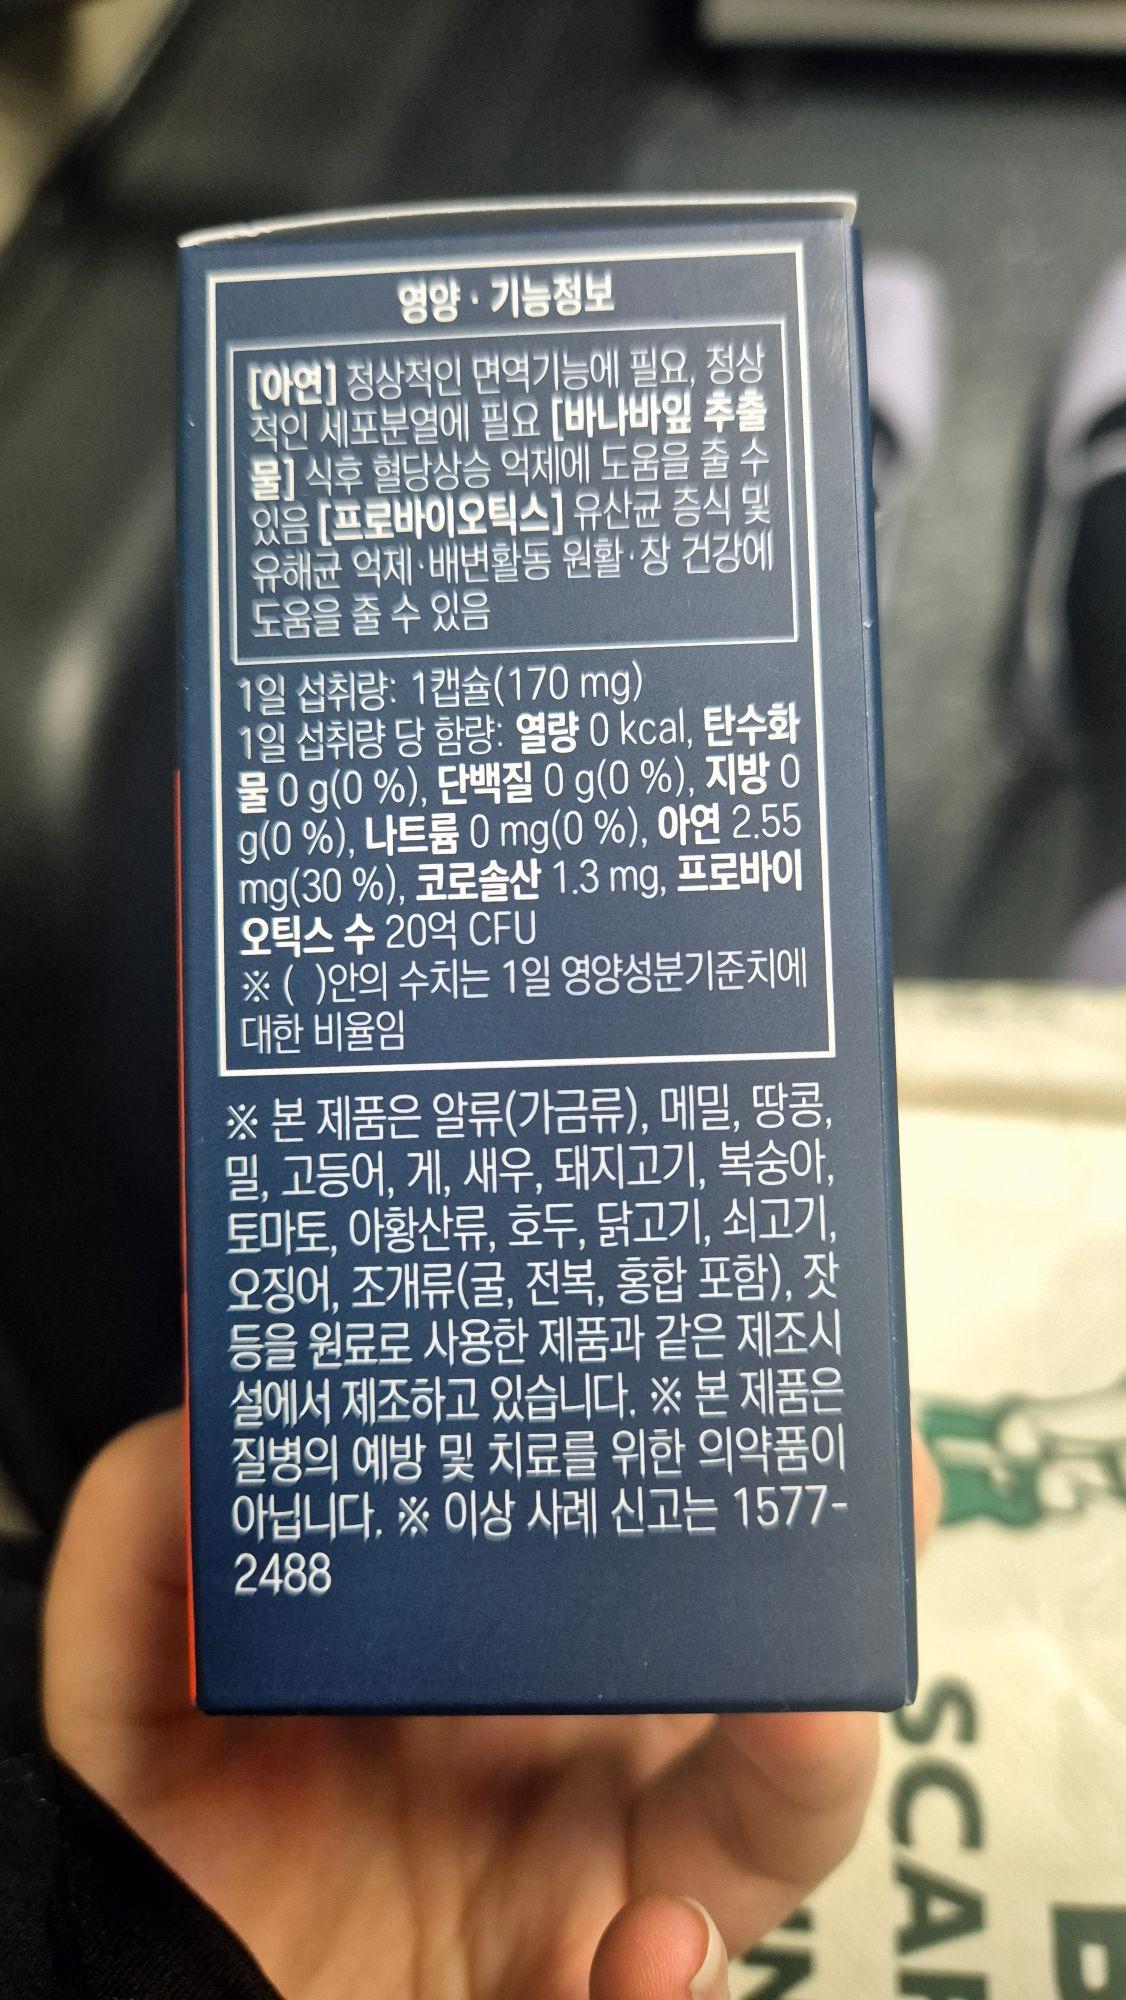 영양·기능정보
[아연] 정상적인 면역기능에 필요, 정상
적인 세포분열에 필요 [바나바잎 추출
물] 식후 혈당상승 억제에 도움을 줄 수
있음 [프로바이오틱스] 유산균 증식 및
유해균 억제·배변활동 원활·장 건강에
도움을 줄 수 있음
1일 섭취량: 1캡슐(170 mg)
1일 섭취량 당 함량: 열량 0 kcal, 탄수화
물 0 g(0 %), 단백질 0 g(0 %), 지방 0
g(0 %), 나트륨 0 mg(0 %), 아연 2.55
mg(30 %), 코로솔산 1.3 mg, 프로바이
오틱스 수 20억 CFU
※ ( )안의 수치는 1일 영양성분기준치에
대한 비율임
※ 본 제품은 알류(가금류), 메밀, 땅콩,
밀, 고등어, 게, 새우, 돼지고기, 복숭아,
토마토, 아황산류, 호두, 닭고기, 쇠고기,
오징어, 조개류(굴, 전복, 홍합 포함), 잣
등을 원료로 사용한 제품과 같은 제조시
설에서 제조하고 있습니다. ※ 본 제품은
질병의 예방 및 치료를 위한 의약품이
아닙니다. ※ 이상 사례 신고는 1577-
2488